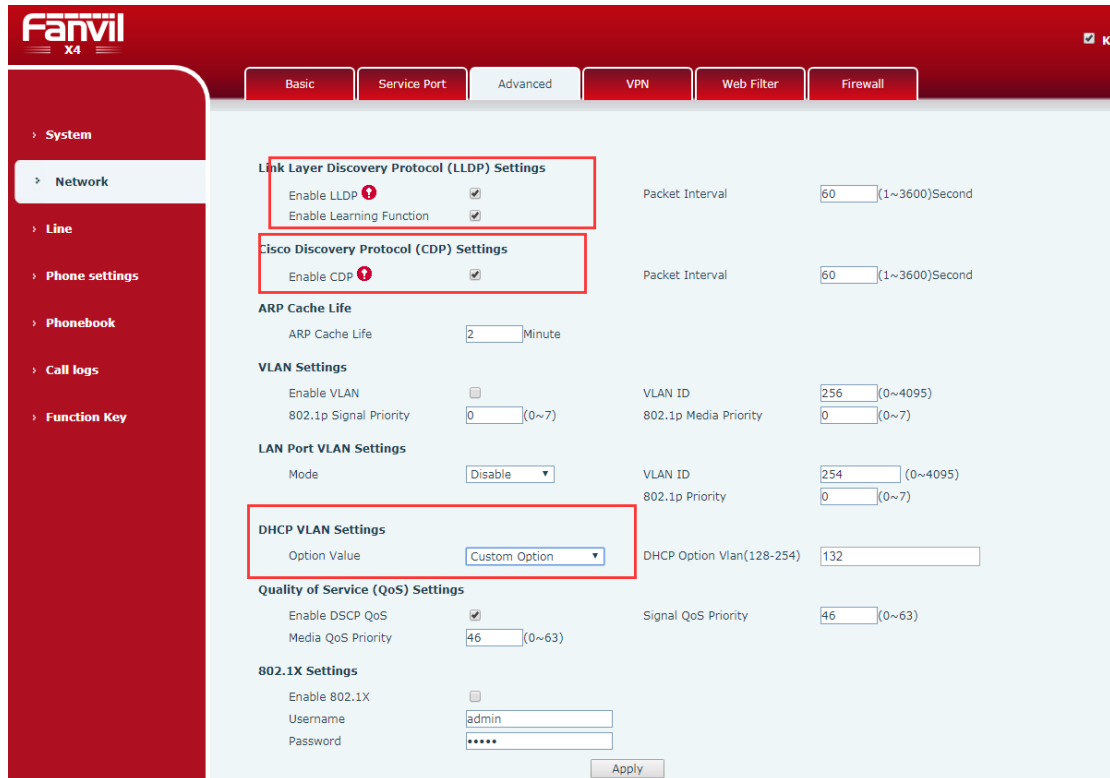 Fanvil
X4
K
Basic Service Port Advanced VPN Web Filter Firewall
› System
› Network
› Line
› Phone settings
› Phonebook
› Call logs
› Function Key
Link Layer Discovery Protocol (LLDP) Settings
Enable LLDP Packet Interval 60 (1~3600)Second
Enable Learning Function
Cisco Discovery Protocol (CDP) Settings
Enable CDP Packet Interval 60 (1~3600)Second
ARP Cache Life
ARP Cache Life 2 Minute
VLAN Settings
Enable VLAN VLAN ID 256 (0~4095)
802.1p Signal Priority 0 (0~7) 802.1p Media Priority 0 (0~7)
LAN Port VLAN Settings
Mode Disable VLAN ID 254 (0~4095)
802.1p Priority 0 (0~7)
DHCP VLAN Settings
Option Value Custom Option DHCP Option Vlan(128-254) 132
Quality of Service (QoS) Settings
Enable DSCP QoS Signal QoS Priority 46 (0~63)
Media QoS Priority 46 (0~63)
802.1X Settings
Enable 802.1X
Username admin
Password •••••
Apply